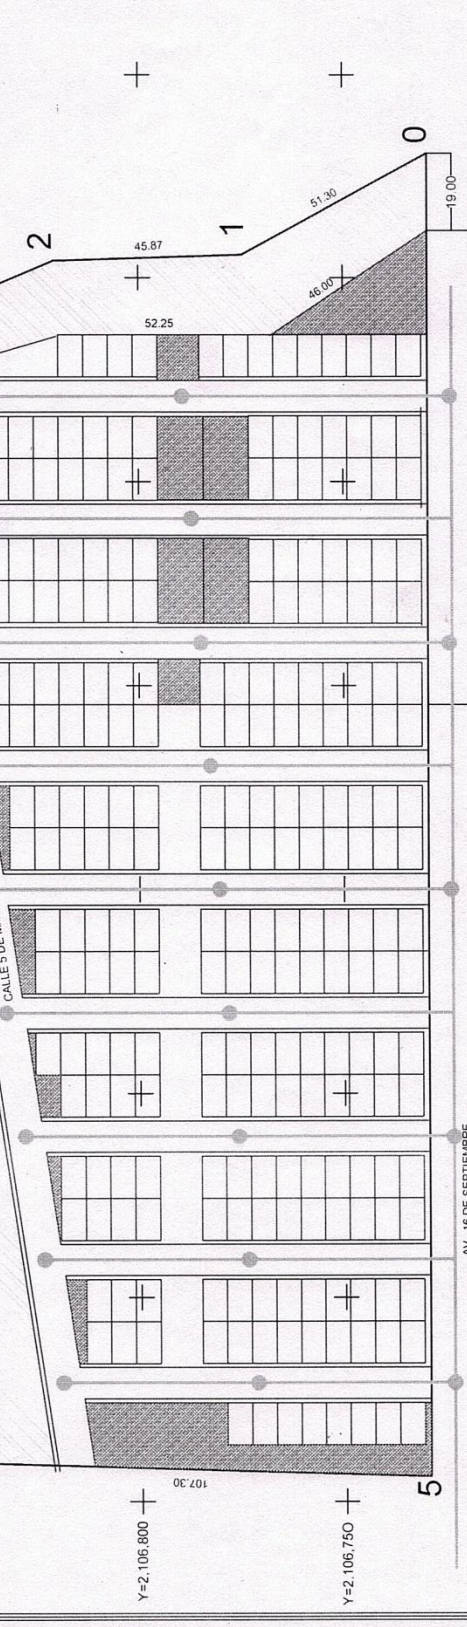 0
19.00
1
51.30
2
45.87
46.00
52.25
CALLE 5 DE M
AV. 16 DE SEPTIEMBRE
107.30
5
Y=2,106,800
Y=2.106,750